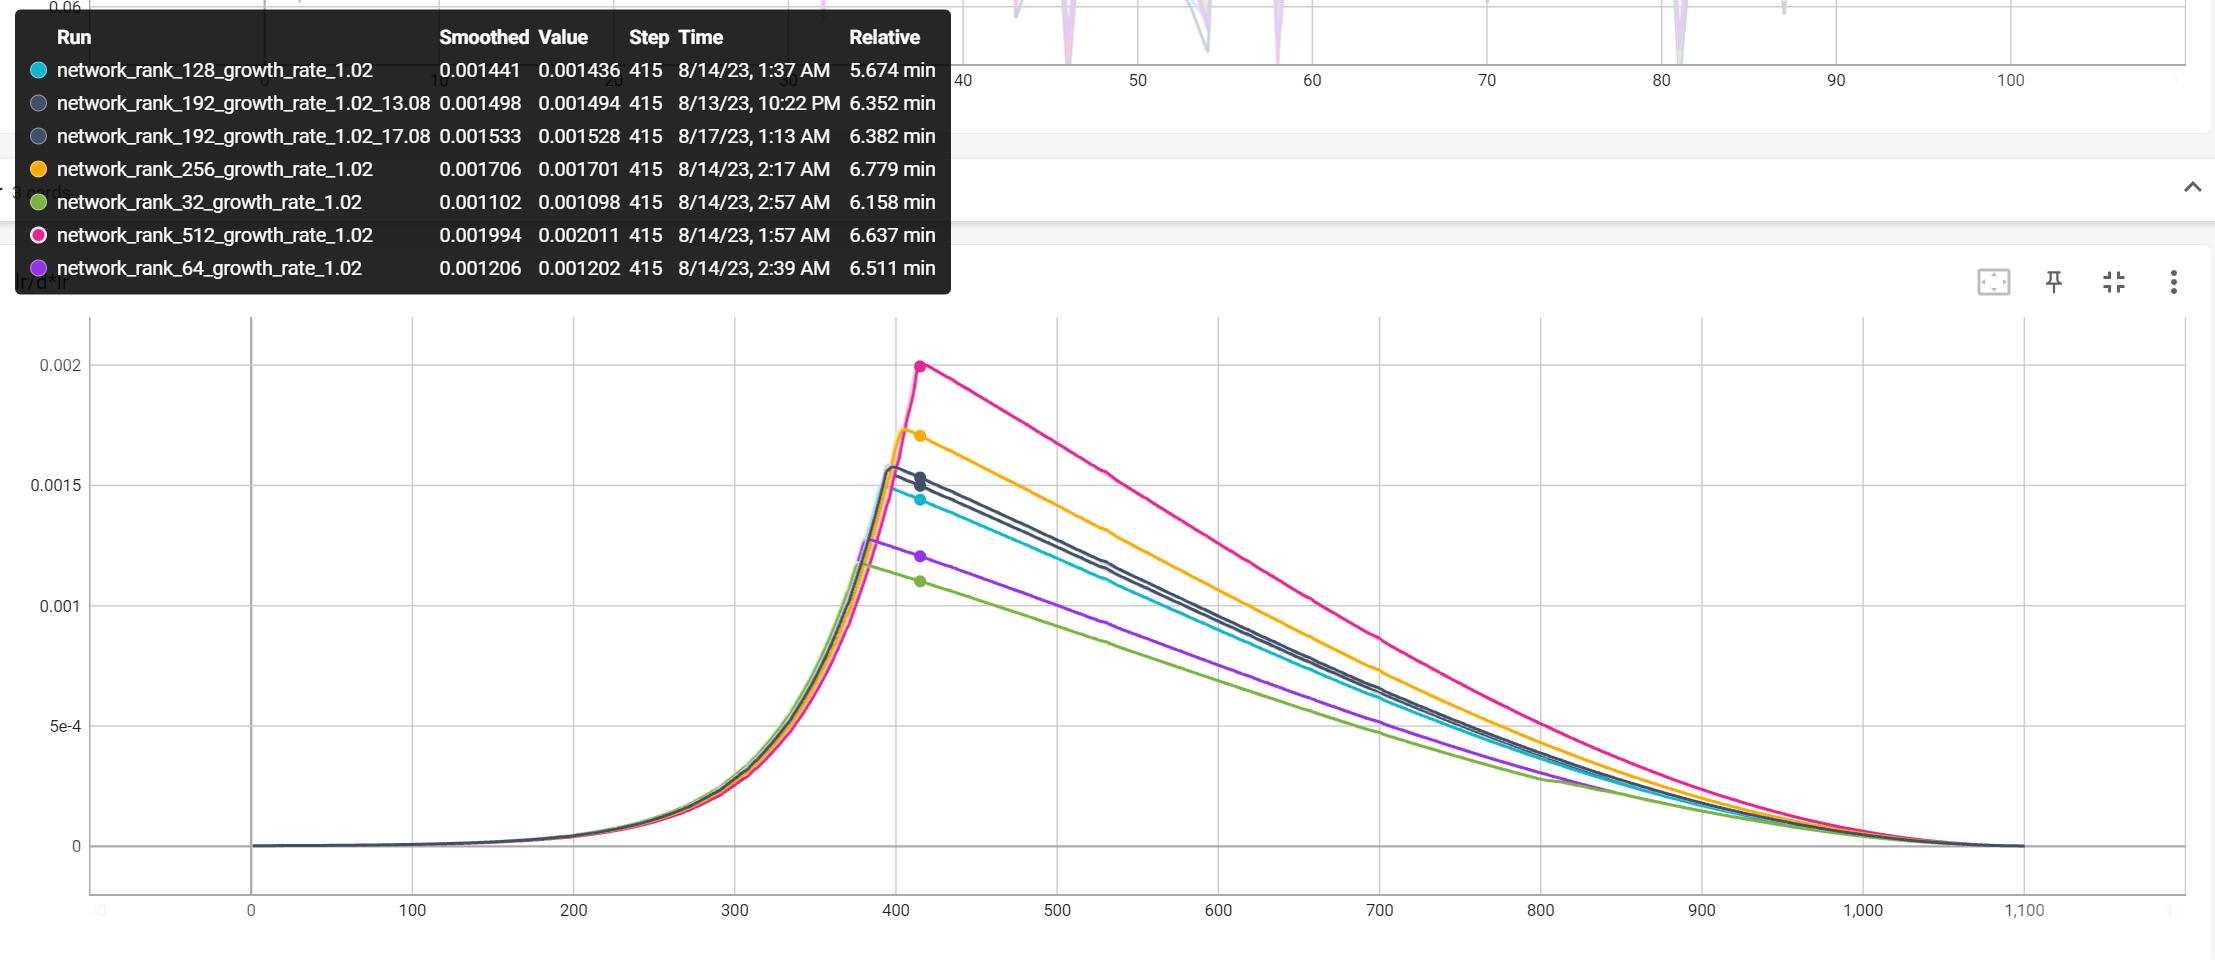 0.06
Run Smoothed Value Step Time Relative
network_rank_128_growth_rate_1.02 0.001441 0.001436 415 8/14/23, 1:37 AM 5.674 min
network_rank_192_growth_rate_1.02_13.08 0.001498 0.001494 415 8/13/23, 10:22 PM 6.352 min
network_rank_192_growth_rate_1.02_17.08 0.001533 0.001528 415 8/17/23, 1:13 AM 6.382 min
network_rank_256_growth_rate_1.02 0.001706 0.001701 415 8/14/23, 2:17 AM 6.779 min
network_rank_32_growth_rate_1.02 0.001102 0.001098 415 8/14/23, 2:57 AM 6.158 min
network_rank_512_growth_rate_1.02 0.001994 0.002011 415 8/14/23, 1:57 AM 6.637 min
network_rank_64_growth_rate_1.02 0.001206 0.001202 415 8/14/23, 2:39 AM 6.511 min
0 10 20 30 40 50 60 70 80 90 100
3 cards
lr/d*lr
0.002
0.0015
0.001
5e-4
0
0 100 200 300 400 500 600 700 800 900 1,000 1,100